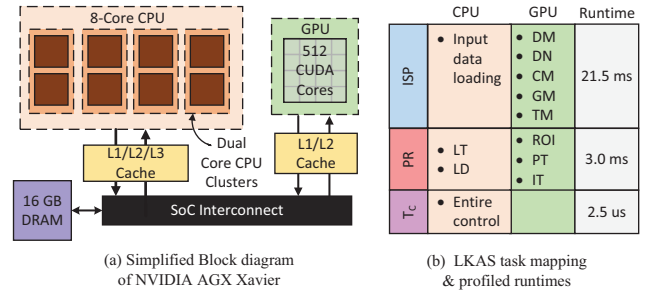 8-Core CPU
GPU
512
CUDA
Cores
Dual
Core CPU
Clusters
L1/L2/L3
Cache
L1/L2
Cache
16 GB
DRAM
SoC Interconnect
(a) Simplified Block diagram
of NVIDIA AGX Xavier
CPU
GPU
Runtime
ISP
• Input
data
loading
• DM
• DN
• CM
• GM
• TM
21.5 ms
PR
• LT
• LD
• ROI
• PT
• IT
3.0 ms
Tc
• Entire
control
2.5 us
(b) LKAS task mapping
& profiled runtimes